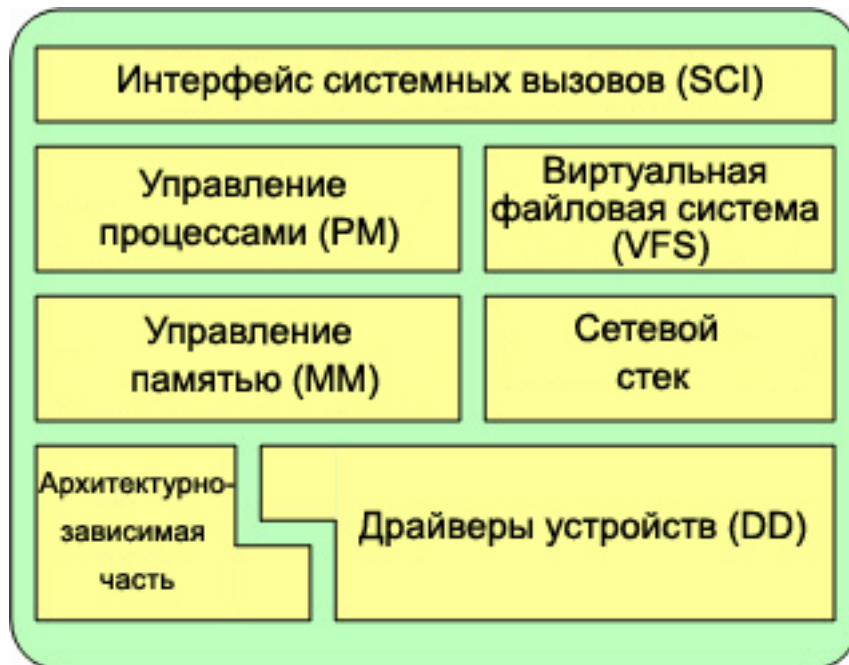 Интерфейс системных вызовов (SCI)
Управление
процессами (PM)
Виртуальная
файловая система
(VFS)
Управление
памятью (MM)
Сетевой
стек
Архитектурно-
зависимая
часть
Драйверы устройств (DD)